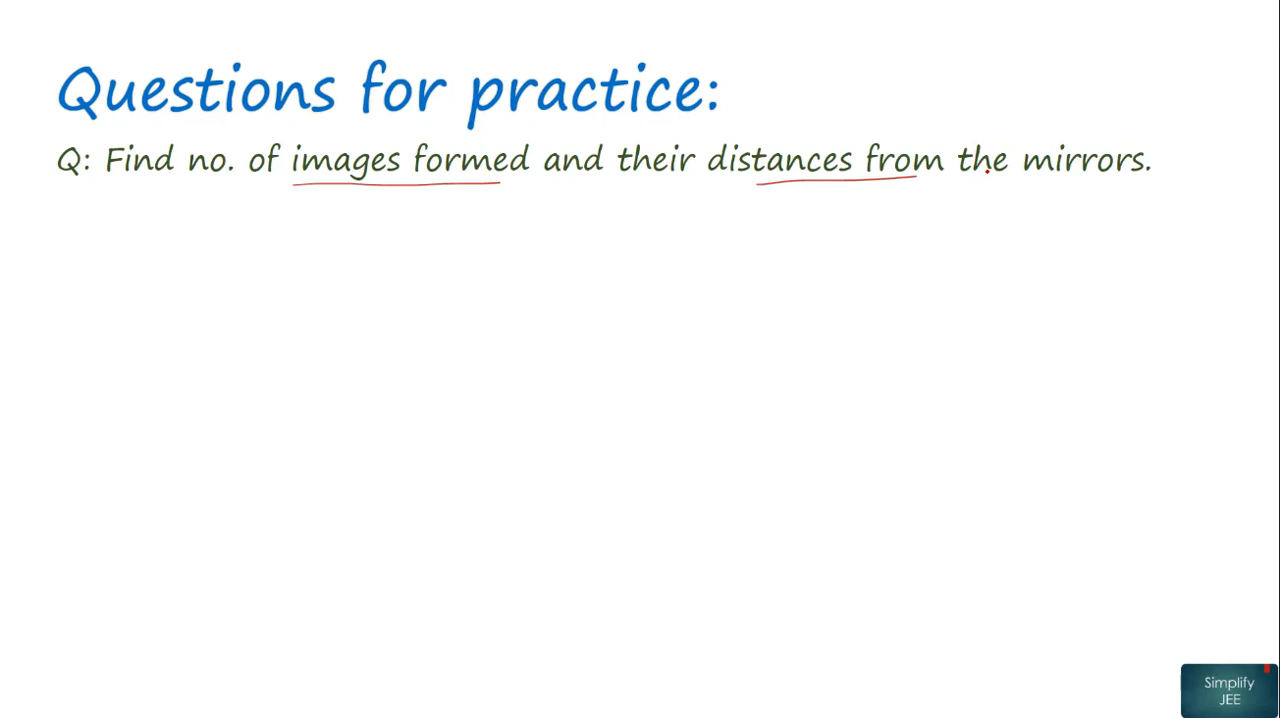 Questions for practice:
Q: Find no. of images formed and their distances from the mirrors.
Simplify
JEE